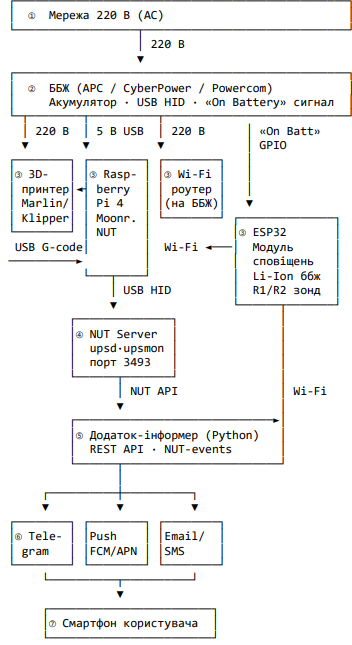 ① Мережа 220 В (AC)
220 В
② ББЖ (APC / CyberPower / Powercom)
Акумулятор · USB HID · «On Battery» сигнал
220 В
5 В USB
220 В
«On Batt»
GPIO
③ 3D-
принтер
Marlin/
Klipper
③ Rasp-
berry
Pi 4
Moonr.
NUT
③ Wi-Fi
роутер
(на ББЖ)
USB G-code
Wi-Fi
③ ESP32
Модуль
сповіщень
Li-Ion ббж
R1/R2 зонд
USB HID
④ NUT Server
upsd·upsmon
порт 3493
NUT API
Wi-Fi
⑤ Додаток-інформер (Python)
REST API · NUT-events
⑥ Tele-
gram
Push
FCM/APN
Email/
SMS
⑦ Смартфон користувача